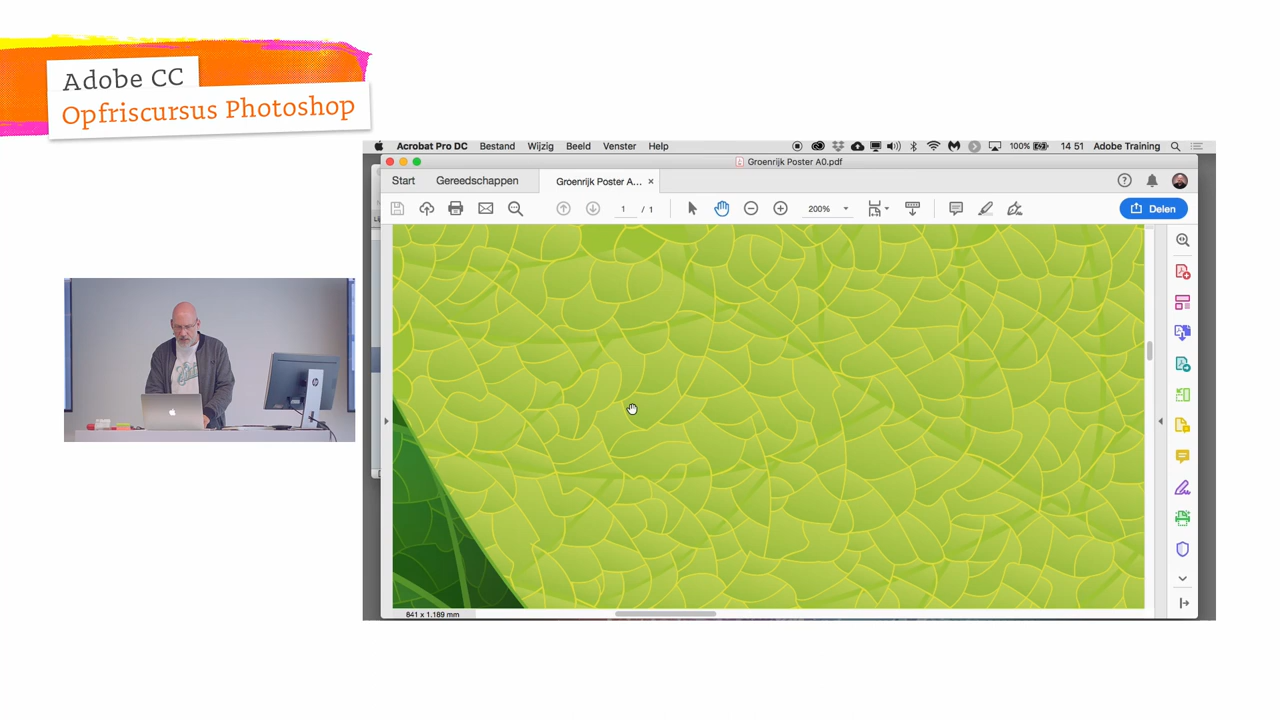 Adobe CC
Opfriscursus Photoshop
Acrobat Pro DC Bestand Wijzig Beeld Venster Help 100% 14 51 Adobe Training
Groenrijk Poster A0.pdf
Start Gereedschappen Groenrijk Poster A... ×
1 / 1 200% Delen
841 x 1.189 mm